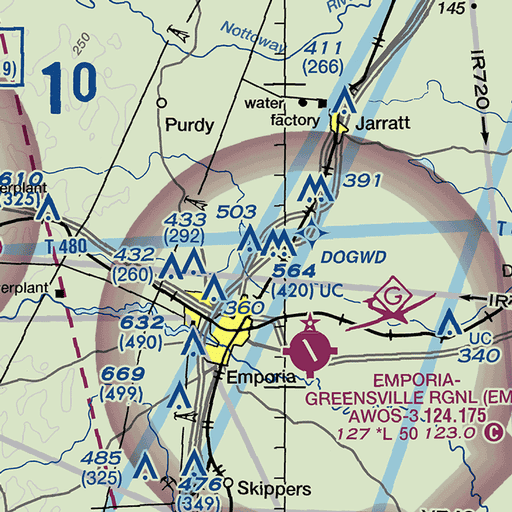 145
411
(266)
Nottoway
250
9)
10
IR720
water
factory
Purdy
Jarratt
391
610
(325)
erplant
433
(292)
503
T 480
T
DOGWD
432
(260)
564
(420) UC
360
G
IR
erplant
632
(490)
UC
340
Emporia
669
(499)
EMPORIA-
GREENSVILLE RGNL (EM
AWOS-3 124.175
127 *L 50 123.0 C
485
(325)
476
(349)
Skippers